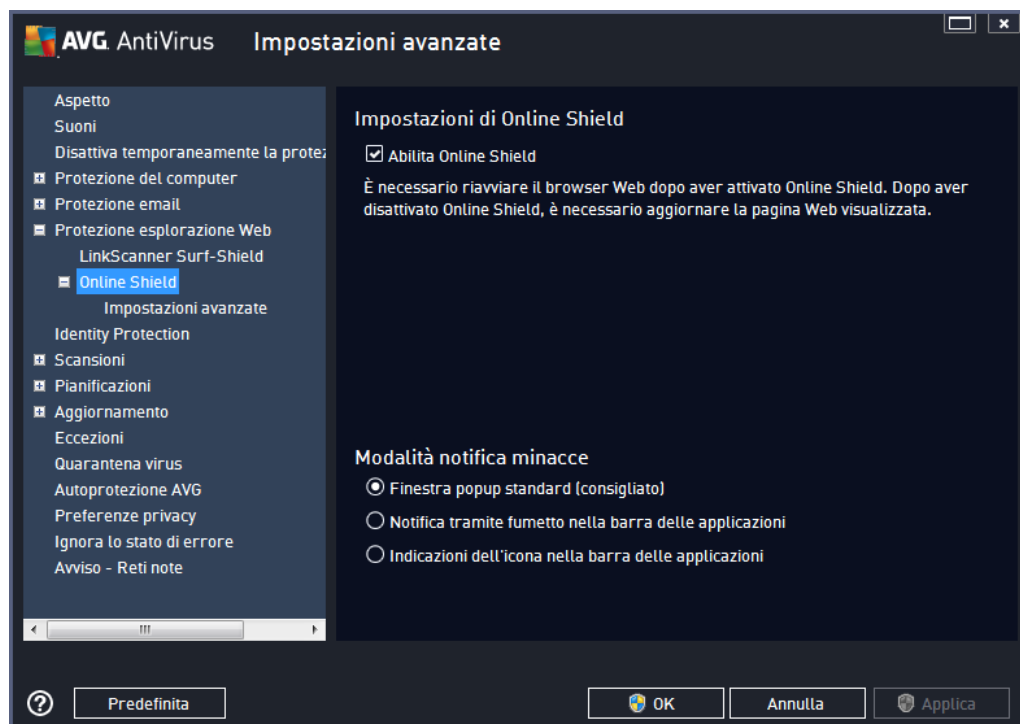 AVG. AntiVirus Impostazioni avanzate
Aspetto
Suoni
Disattiva temporaneamente la
Protezione del computer
Protezione email
Protezione esplorazione Web
LinkScanner Surf-Shield
Online Shield
Impostazioni avanzate
Identity Protection
Scansioni
Pianificazioni
Aggiornamento
Eccezioni
Quarantena virus
Autoprotezione AVG
Preferenze privacy
Ignora lo stato di errore
Avviso - Reti note
Impostazioni di Online Shield
Abilita Online Shield
È necessario riavviare il browser Web dopo aver attivato Online Shield. Dopo aver
disattivato Online Shield, è necessario aggiornare la pagina Web visualizzata.
Modalità notifica minacce
Finestra popup standard (consigliato)
Notifica tramite fumetto nella barra delle applicazioni
Indicazioni dell'icona nella barra delle applicazioni
Predefinita
OK
Annulla
Applica